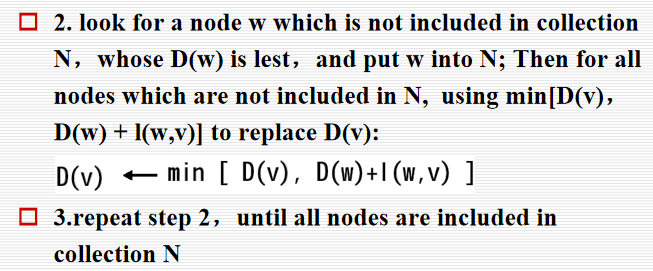 2. look for a node w which is not included in collection
N， whose D(w) is lest， and put w into N; Then for all
nodes which are not included in N, using min[D(v)，
D(w) + l(w,v)] to replace D(v):
D(v) ← min [ D(v), D(w)+l(w,v) ]
3.repeat step 2， until all nodes are included in
collection N